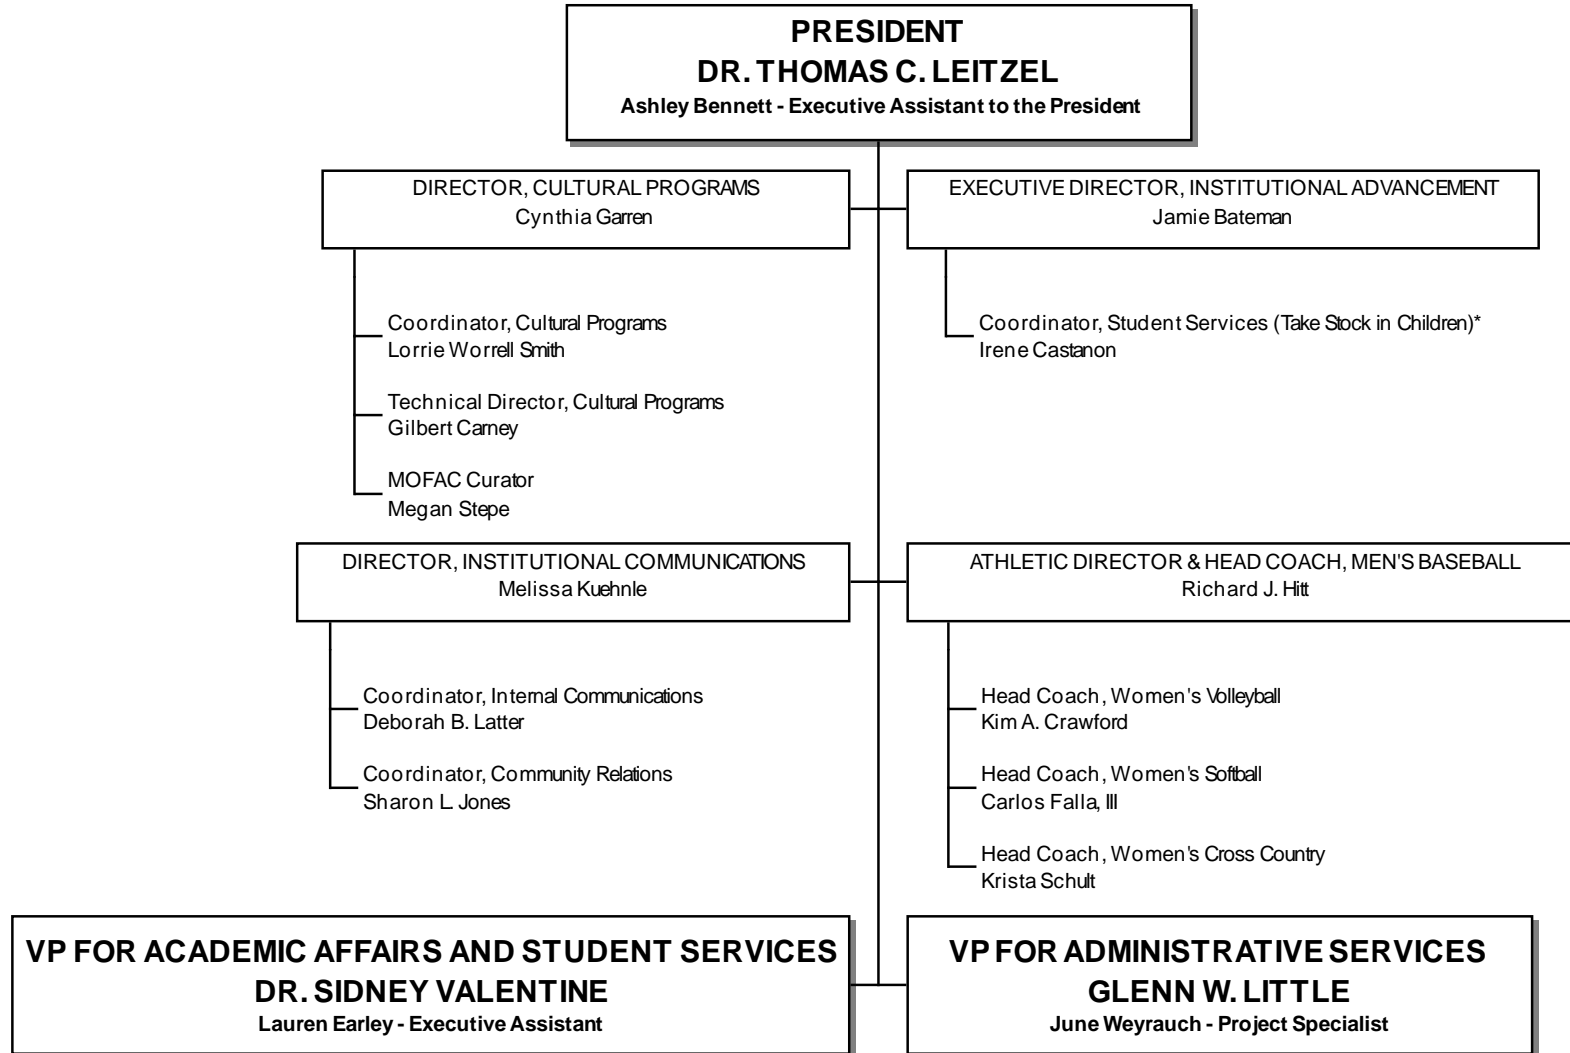 PRESIDENT
DR. THOMAS C. LEITZEL
Ashley Bennett - Executive Assistant to the President
DIRECTOR, CULTURAL PROGRAMS
Cynthia Garren
EXECUTIVE DIRECTOR, INSTITUTIONAL ADVANCEMENT
Jamie Bateman
Coordinator, Cultural Programs
Lorrie Worrell Smith
Technical Director, Cultural Programs
Gilbert Carney
MOFAC Curator
Megan Stepe
Coordinator, Student Services (Take Stock in Children)*
Irene Castanon
DIRECTOR, INSTITUTIONAL COMMUNICATIONS
Melissa Kuehnle
ATHLETIC DIRECTOR & HEAD COACH, MEN'S BASEBALL
Richard J. Hitt
Coordinator, Internal Communications
Deborah B. Latter
Coordinator, Community Relations
Sharon L. Jones
Head Coach, Women's Volleyball
Kim A. Crawford
Head Coach, Women's Softball
Carlos Falla, III
Head Coach, Women's Cross Country
Krista Schult
VP FOR ACADEMIC AFFAIRS AND STUDENT SERVICES
DR. SIDNEY VALENTINE
Lauren Earley - Executive Assistant
VP FOR ADMINISTRATIVE SERVICES
GLENN W. LITTLE
June Weyrauch - Project Specialist